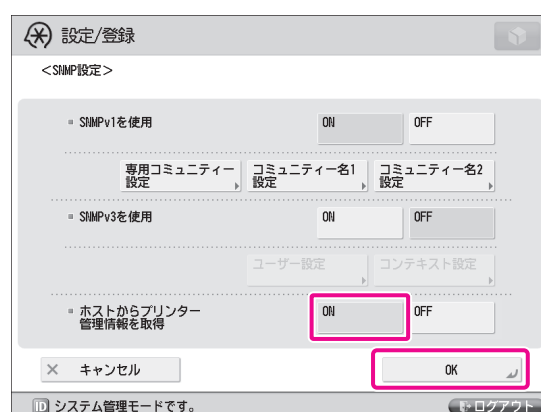 設定/登録
<SNMP設定>
SNMPv1を使用 ON OFF
専用コミュニティー設定 コミュニティー名1設定 コミュニティー名2設定
SNMPv3を使用 ON OFF
ユーザー設定 コンテキスト設定
ホストからプリンター
管理情報を取得 ON OFF
キャンセル OK
ID システム管理モードです。 ログアウト